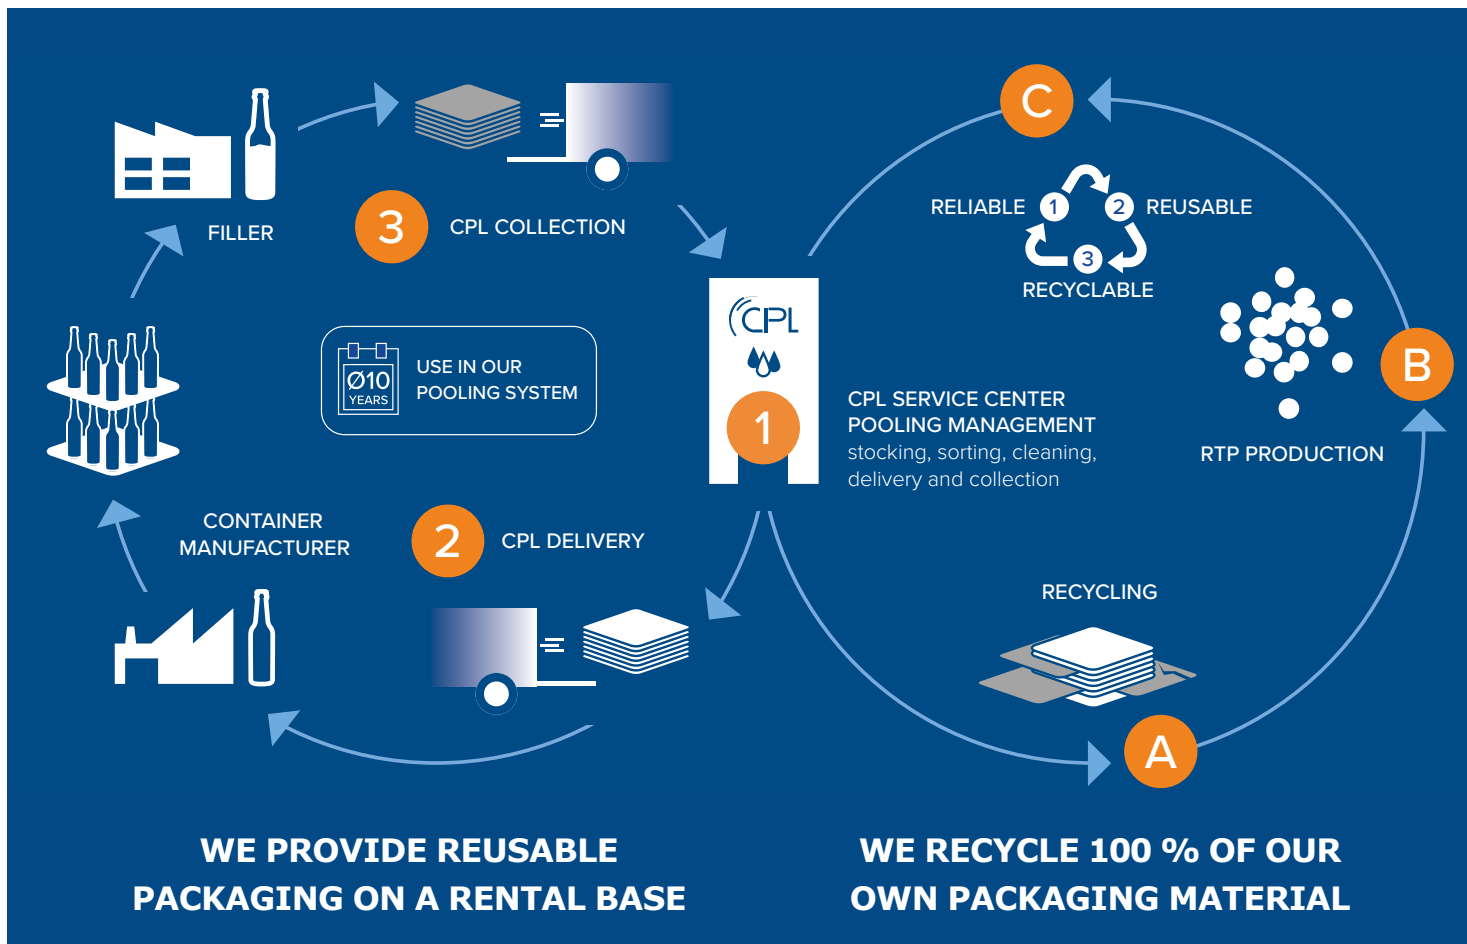 FILLER
3
CPL COLLECTION
C
RELIABLE 1
2 REUSABLE
3
RECYCLABLE
CPL
Ø10
YEARS
USE IN OUR
POOLING SYSTEM
1
CPL SERVICE CENTER
POOLING MANAGEMENT
stocking, sorting, cleaning,
delivery and collection
B
RTP PRODUCTION
CONTAINER
MANUFACTURER
2
CPL DELIVERY
RECYCLING
A
WE PROVIDE REUSABLE
PACKAGING ON A RENTAL BASE
WE RECYCLE 100 % OF OUR
OWN PACKAGING MATERIAL